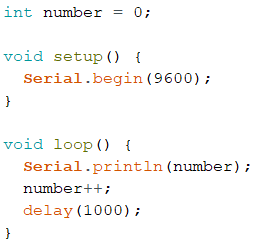 int number = 0;

void setup() {
  Serial.begin(9600);
}

void loop() {
  Serial.println(number);
  number++;
  delay(1000);
}